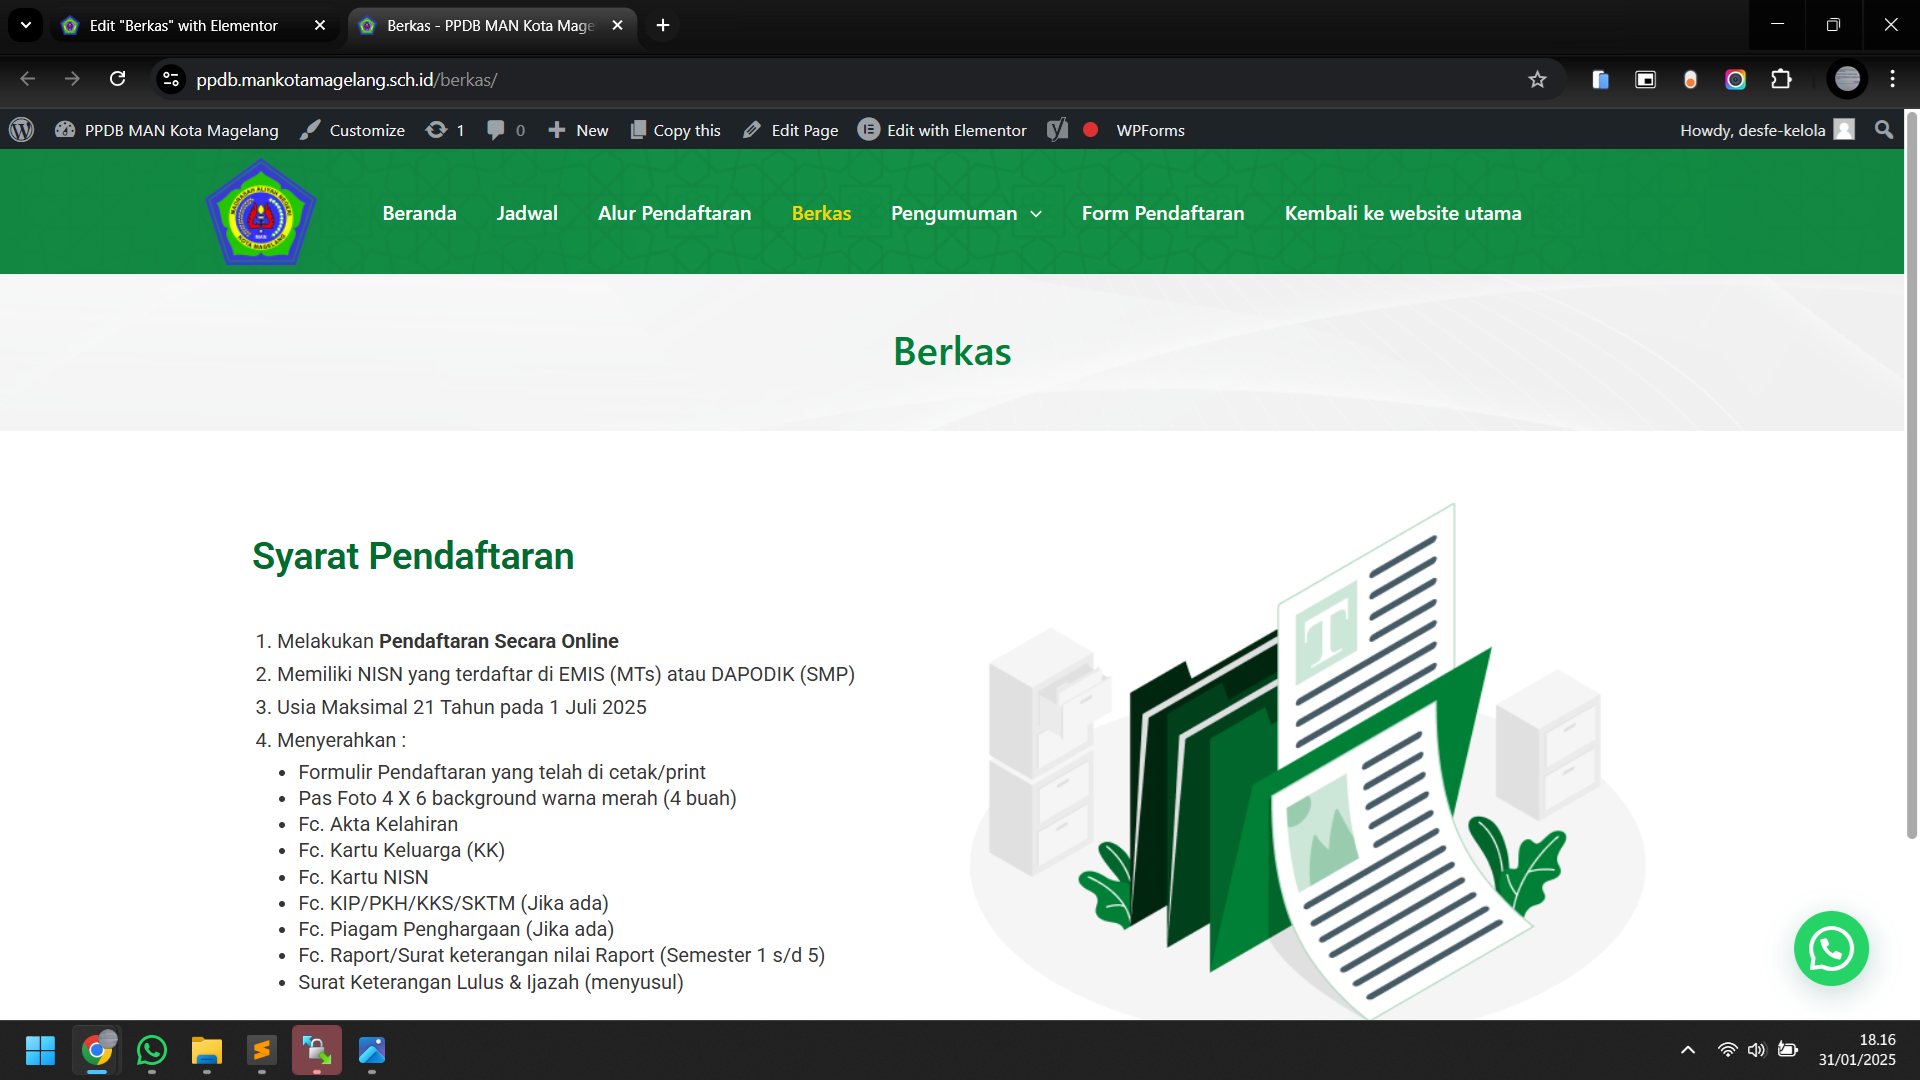 Edit "Berkas" with Elementor
Berkas - PPDB MAN Kota Mage
ppdb.mankotamagelang.sch.id/berkas/
PPDB MAN Kota Magelang Customize 1 0 New Copy this Edit Page Edit with Elementor WPForms Howdy, desfe-kelola
MADRASAH ALIYAH NEGERI
KOTA MAGELANG
Beranda Jadwal Alur Pendaftaran Berkas Pengumuman Form Pendaftaran Kembali ke website utama
Berkas
Syarat Pendaftaran
1. Melakukan Pendaftaran Secara Online
2. Memiliki NISN yang terdaftar di EMIS (MTs) atau DAPODIK (SMP)
3. Usia Maksimal 21 Tahun pada 1 Juli 2025
4. Menyerahkan :
• Formulir Pendaftaran yang telah di cetak/print
• Pas Foto 4 X 6 background warna merah (4 buah)
• Fc. Akta Kelahiran
• Fc. Kartu Keluarga (KK)
• Fc. Kartu NISN
• Fc. KIP/PKH/KKS/SKTM (Jika ada)
• Fc. Piagam Penghargaan (Jika ada)
• Fc. Raport/Surat keterangan nilai Raport (Semester 1 s/d 5)
• Surat Keterangan Lulus & Ijazah (menyusul)
T
18.16
31/01/2025